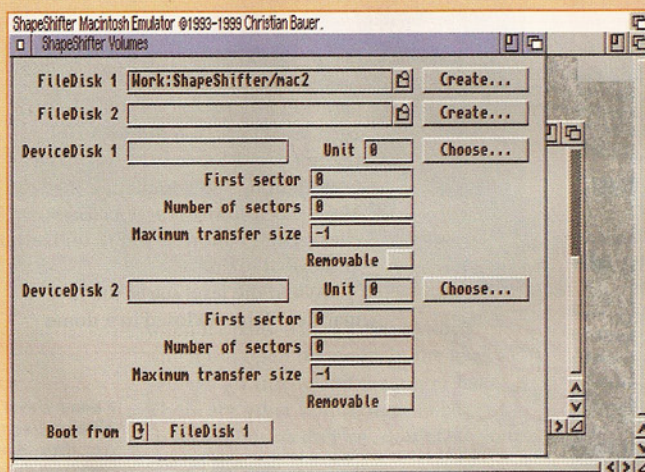 ShapeShifter Macintosh Emulator ©1993-1999 Christian Bauer.
ShapeShifter Volumes
FileDisk 1 Work:ShapeShifter/mac2 Create...
FileDisk 2 Create...
DeviceDisk 1 Unit 0 Choose...
First sector 0
Number of sectors 0
Maximum transfer size -1
Removable
DeviceDisk 2 Unit 0 Choose...
First sector 0
Number of sectors 0
Maximum transfer size -1
Removable
Boot from FileDisk 1